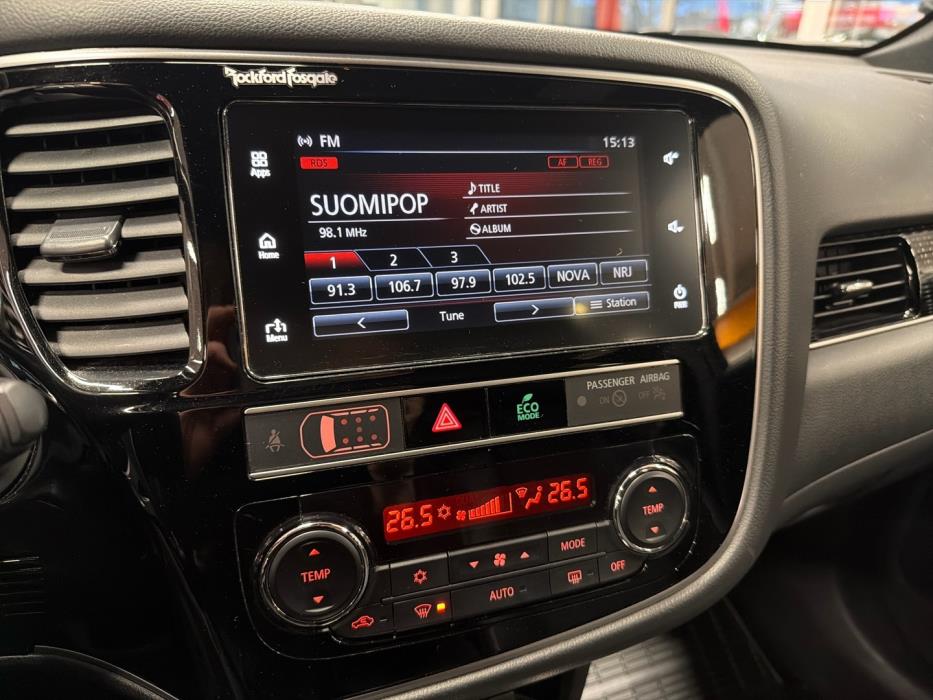 Rockford Fosgate
FM 15:13
RDS AF REG
Apps
SUOMIPOP
98.1 MHz
TITLE
ARTIST
ALBUM
Home
1 2 3
91.3 106.7 97.9 102.5 NOVA NRJ
< Tune > Station
Menu
PWR
PASSENGER AIRBAG
ON OFF
ECO
MODE
26.5 26.5
TEMP
TEMP
MODE
AUTO
OFF